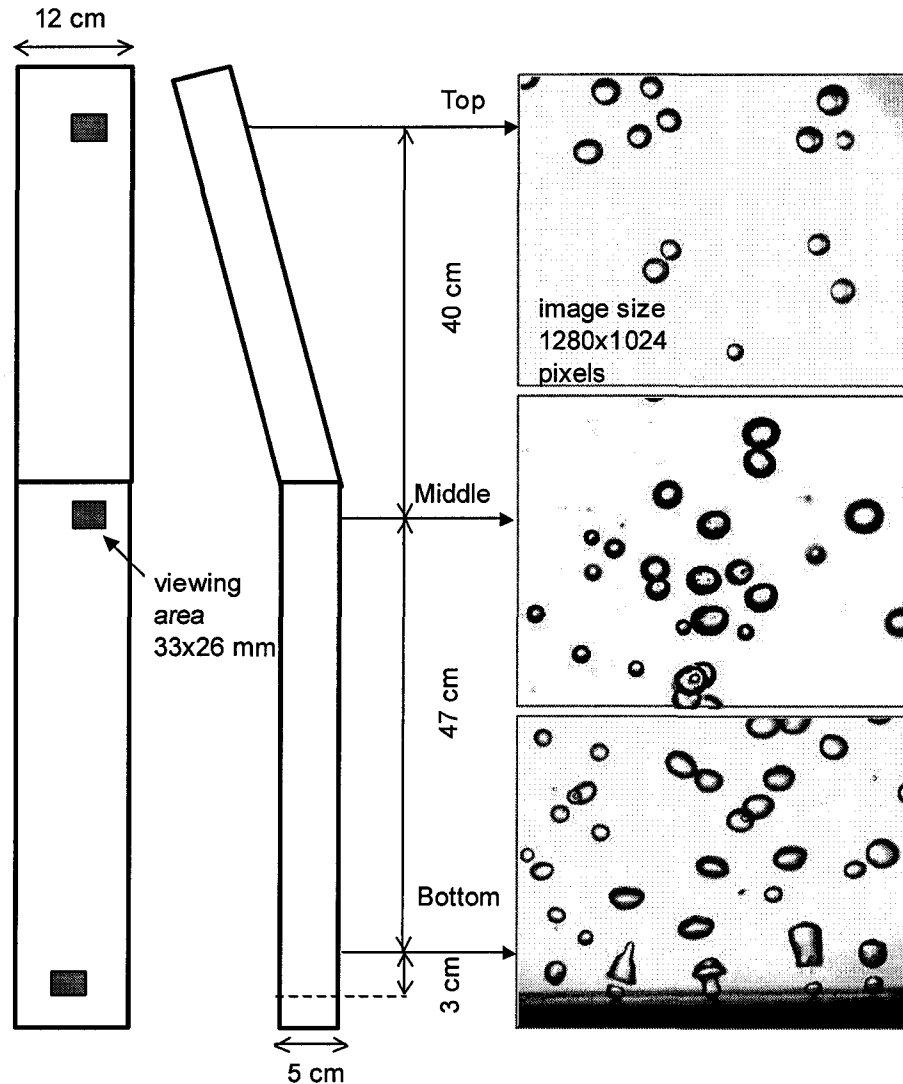 12 cm
Top
40 cm
image size
1280x1024
pixels
Middle
viewing
area
33x26 mm
47 cm
Bottom
3 cm
5 cm